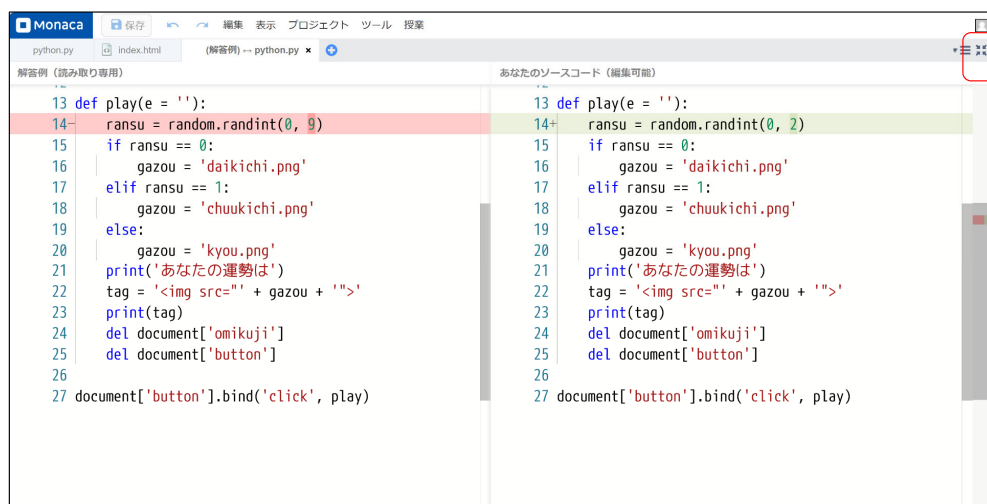 Monaca 保存 編集 表示 プロジェクト ツール 授業
python.py index.html (解答例) ↔ python.py ×
解答例（読み取り専用） あなたのソースコード（編集可能）
13 def play(e = ''):
14- ransu = random.randint(0, 9)
15 if ransu == 0:
16 gazou = 'daikichi.png'
17 elif ransu == 1:
18 gazou = 'chuukichi.png'
19 else:
20 gazou = 'kyou.png'
21 print('あなたの運勢は')
22 tag = '<img src="' + gazou + '">'
23 print(tag)
24 del document['omikuji']
25 del document['button']
26
27 document['button'].bind('click', play)
13 def play(e = ''):
14+ ransu = random.randint(0, 2)
15 if ransu == 0:
16 gazou = 'daikichi.png'
17 elif ransu == 1:
18 gazou = 'chuukichi.png'
19 else:
20 gazou = 'kyou.png'
21 print('あなたの運勢は')
22 tag = '<img src="' + gazou + '">'
23 print(tag)
24 del document['omikuji']
25 del document['button']
26
27 document['button'].bind('click', play)